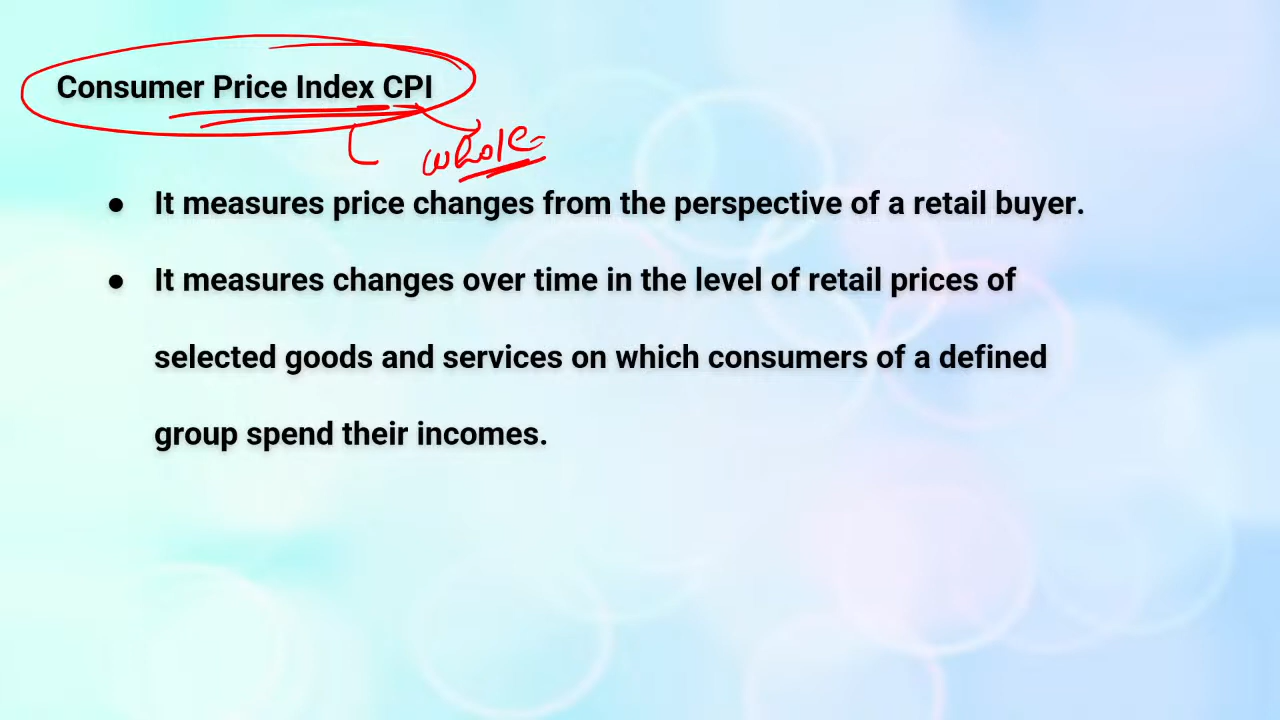 Consumer Price Index CPI
whole
● It measures price changes from the perspective of a retail buyer.
● It measures changes over time in the level of retail prices of
selected goods and services on which consumers of a defined
group spend their incomes.